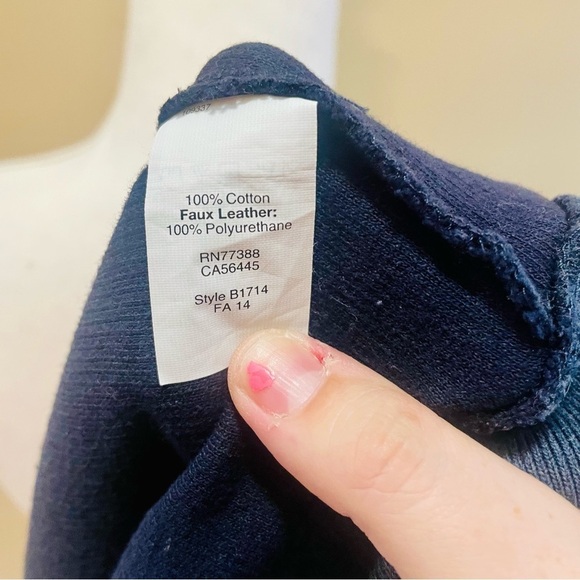 100% Cotton
Faux Leather:
100% Polyurethane
RN77388
CA56445
Style B1714
FA 14